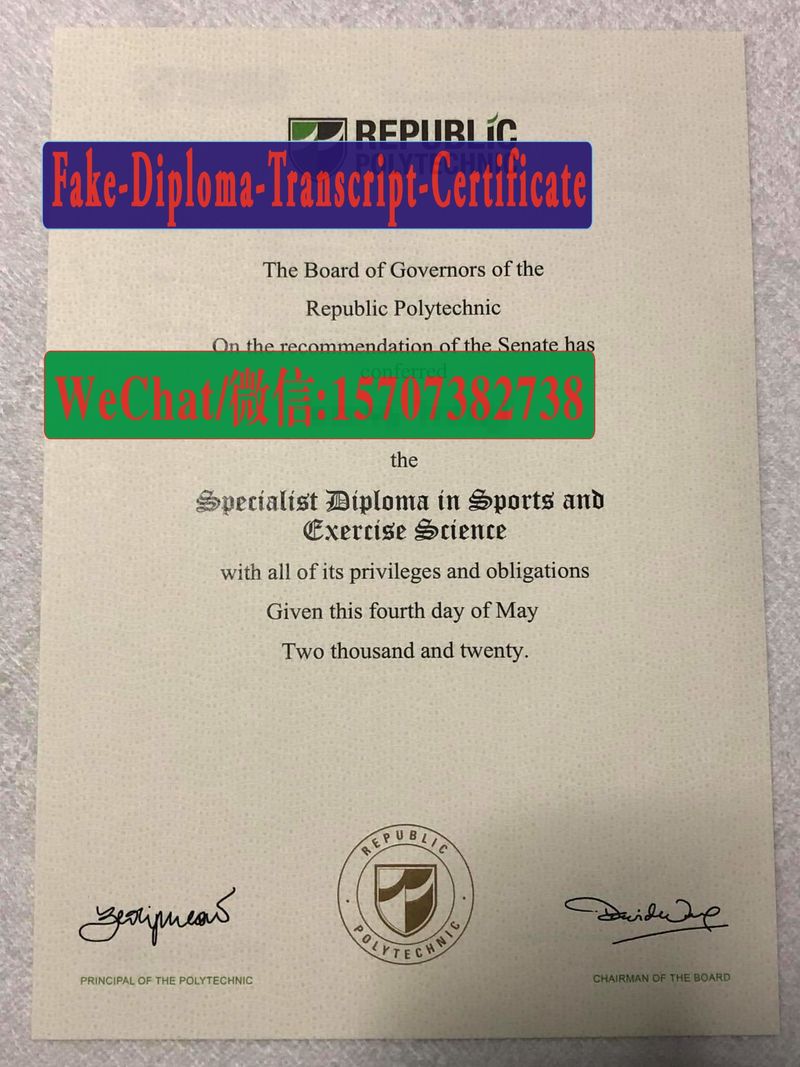 REPUBLIC
POLYTECHNIC
Fake-Diploma-Transcript-Certificate
The Board of Governors of the
Republic Polytechnic
On the recommendation of the Senate has
conferred
WeChat/微信:15707382738
the
Specialist Diploma in Sports and
Exercise Science
with all of its privileges and obligations
Given this fourth day of May
Two thousand and twenty.
REPUBLIC
POLYTECHNIC
PRINCIPAL OF THE POLYTECHNIC
CHAIRMAN OF THE BOARD